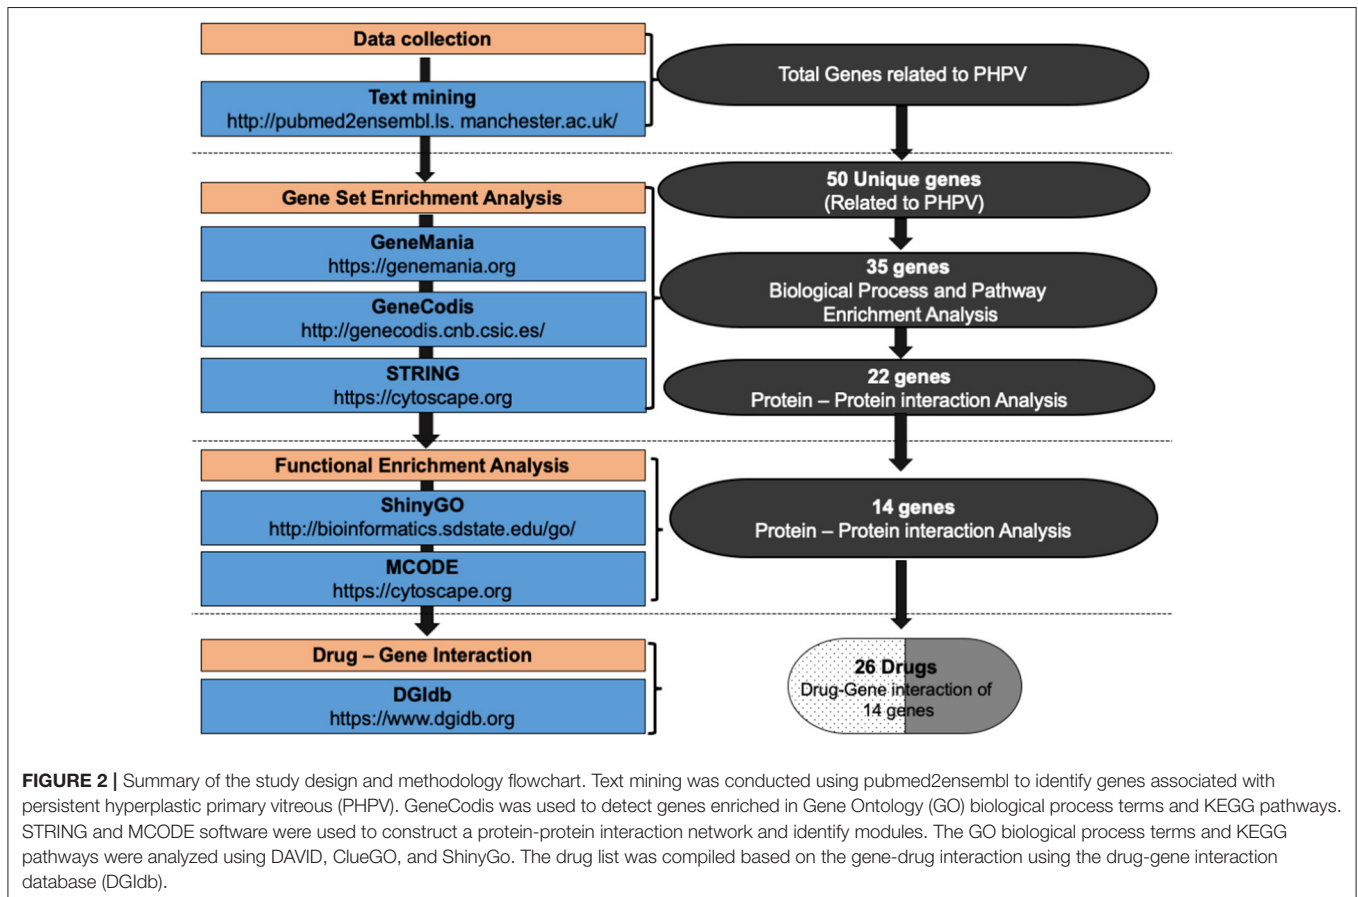 Data collection
Text mining
http://pubmed2ensembl.ls. manchester.ac.uk/
Total Genes related to PHPV
Gene Set Enrichment Analysis
GeneMania
https://genemania.org
GeneCodis
http://genecodis.cnb.csic.es/
STRING
https://cytoscape.org
50 Unique genes
(Related to PHPV)
35 genes
Biological Process and Pathway
Enrichment Analysis
22 genes
Protein – Protein interaction Analysis
Functional Enrichment Analysis
ShinyGO
http://bioinformatics.sdstate.edu/go/
MCODE
https://cytoscape.org
14 genes
Protein – Protein interaction Analysis
Drug – Gene Interaction
DGIdb
https://www.dgidb.org
26 Drugs
Drug-Gene interaction of
14 genes
FIGURE 2 | Summary of the study design and methodology flowchart. Text mining was conducted using pubmed2ensembl to identify genes associated with
persistent hyperplastic primary vitreous (PHPV). GeneCodis was used to detect genes enriched in Gene Ontology (GO) biological process terms and KEGG pathways.
STRING and MCODE software were used to construct a protein-protein interaction network and identify modules. The GO biological process terms and KEGG
pathways were analyzed using DAVID, ClueGO, and ShinyGo. The drug list was compiled based on the gene-drug interaction using the drug-gene interaction
database (DGIdb).